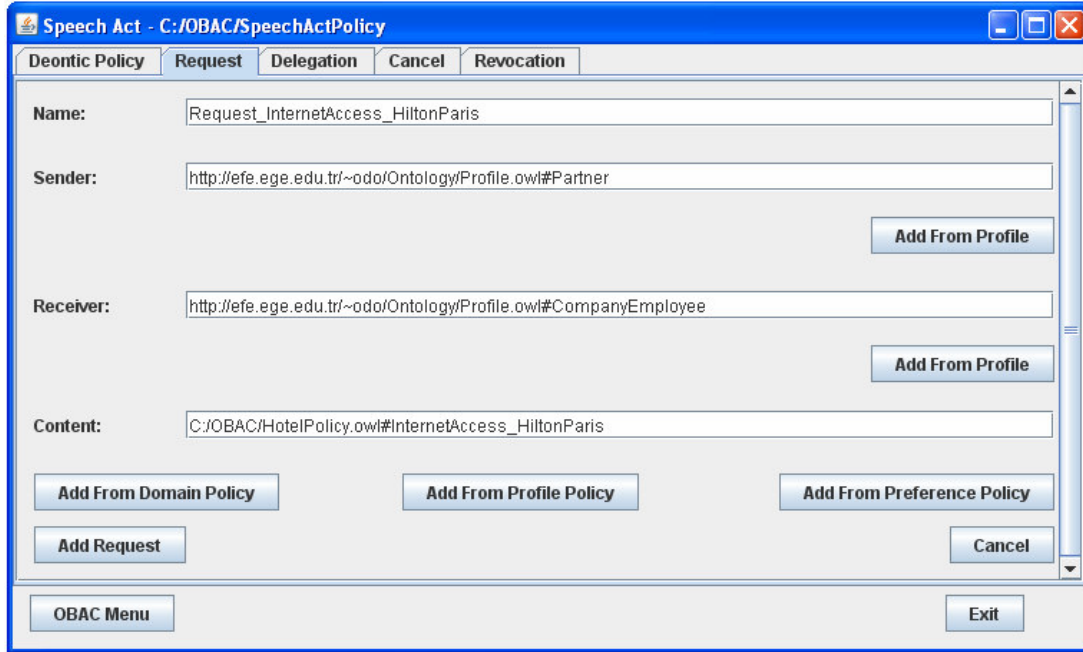 Speech Act - C:/OBAC/SpeechActPolicy
Deontic Policy Request Delegation Cancel Revocation
Name: Request_InternetAccess_HiltonParis
Sender: http://efe.ege.edu.tr/~odo/Ontology/Profile.owl#Partner
Add From Profile
Receiver: http://efe.ege.edu.tr/~odo/Ontology/Profile.owl#CompanyEmployee
Add From Profile
Content: C:/OBAC/HotelPolicy.owl#InternetAccess_HiltonParis
Add From Domain Policy Add From Profile Policy Add From Preference Policy
Add Request Cancel
OBAC Menu Exit